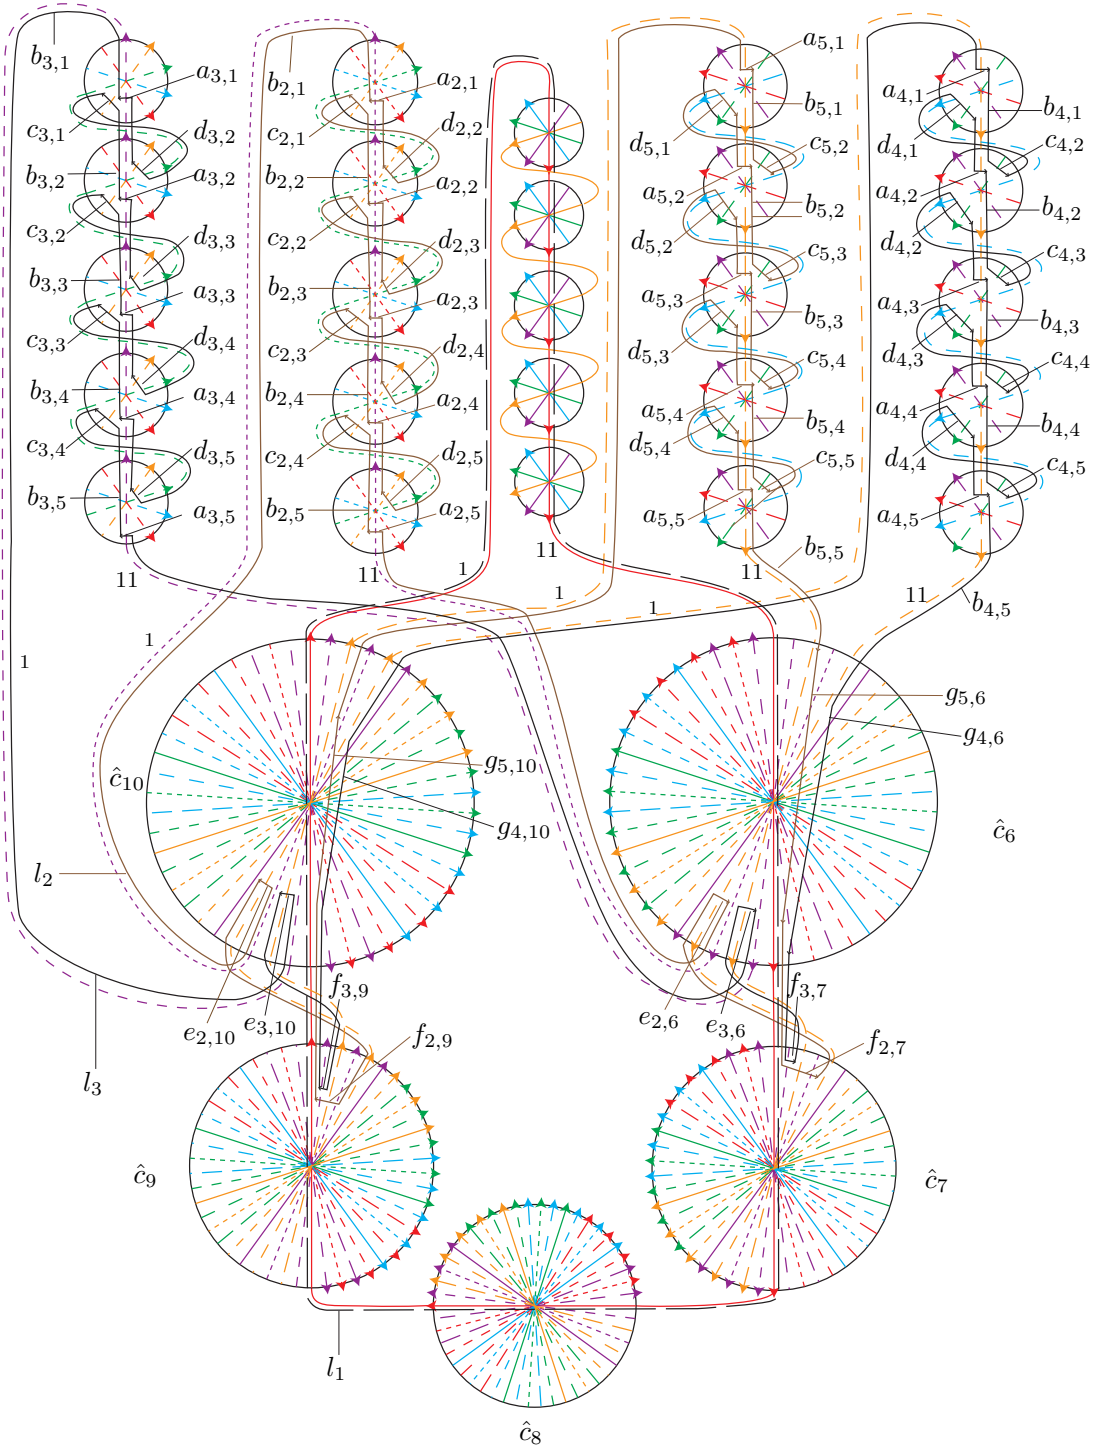 b3,1
a3,1
c3,1
d3,2
b3,2
a3,2
c3,2
d3,3
b3,3
a3,3
c3,3
d3,4
b3,4
a3,4
c3,4
d3,5
b3,5
a3,5
b2,1
a2,1
c2,1
d2,2
b2,2
a2,2
c2,2
d2,3
b2,3
a2,3
c2,3
d2,4
b2,4
a2,4
c2,4
d2,5
b2,5
a2,5
a5,1
b5,1
d5,1
c5,2
a5,2
b5,2
d5,2
c5,3
a5,3
b5,3
d5,3
c5,4
a5,4
b5,4
d5,4
c5,5
a5,5
b5,5
a4,1
b4,1
d4,1
c4,2
a4,2
b4,2
d4,2
c4,3
a4,3
b4,3
d4,3
c4,4
a4,4
b4,4
d4,4
c4,5
a4,5
b4,5
11
11
1
11
11
11
1
1
1
1
g5,6
g4,6
g5,10
g4,10
ĉ10
ĉ6
l2
e2,10
e3,10
f3,9
f2,9
e2,6
e3,6
f3,7
f2,7
l3
ĉ9
ĉ7
l1
ĉ8